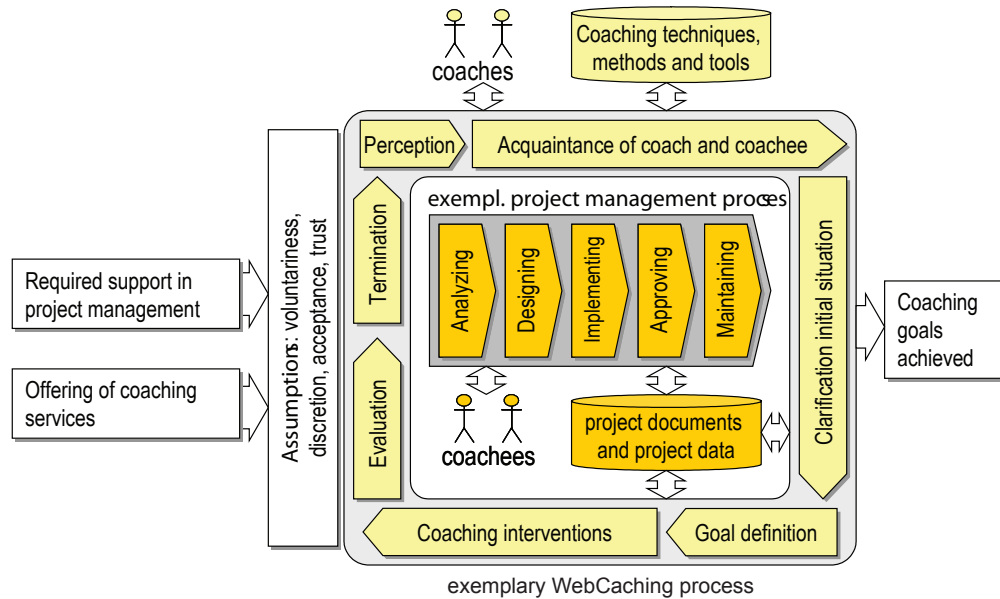 coaches
Coaching techniques,
methods and tools
Perception
Acquaintance of coach and coachee
exempl. project management proces
Analyzing
Designing
Implementing
Approving
Maintaining
Termination
Evaluation
Assumptions: voluntariness,
discretion, acceptance, trust
Required support in
project management
Offering of coaching
services
Clarification initial situation
Coaching
goals
achieved
coachees
project documents
and project data
Coaching interventions
Goal definition
exemplary WebCaching process